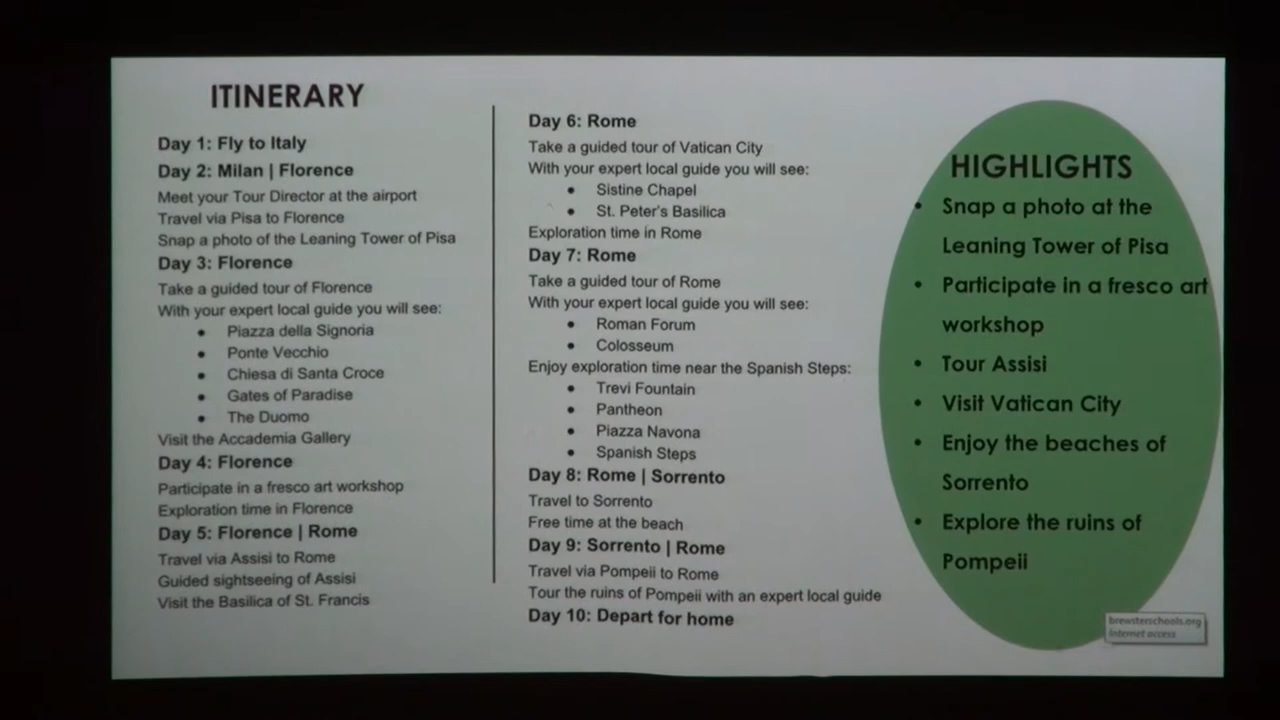 ITINERARY
Day 1: Fly to Italy
Day 2: Milan | Florence
Meet your Tour Director at the airport
Travel via Pisa to Florence
Snap a photo of the Leaning Tower of Pisa
Day 3: Florence
Take a guided tour of Florence
With your expert local guide you will see:
• Piazza della Signoria
• Ponte Vecchio
• Chiesa di Santa Croce
• Gates of Paradise
• The Duomo
Visit the Accademia Gallery
Day 4: Florence
Participate in a fresco art workshop
Exploration time in Florence
Day 5: Florence | Rome
Travel via Assisi to Rome
Guided sightseeing of Assisi
Visit the Basilica of St. Francis
Day 6: Rome
Take a guided tour of Vatican City
With your expert local guide you will see:
• Sistine Chapel
• St. Peter's Basilica
Exploration time in Rome
Day 7: Rome
Take a guided tour of Rome
With your expert local guide you will see:
• Roman Forum
• Colosseum
Enjoy exploration time near the Spanish Steps:
• Trevi Fountain
• Pantheon
• Piazza Navona
• Spanish Steps
Day 8: Rome | Sorrento
Travel to Sorrento
Free time at the beach
Day 9: Sorrento | Rome
Travel via Pompeii to Rome
Tour the ruins of Pompeii with an expert local guide
Day 10: Depart for home
HIGHLIGHTS
• Snap a photo at the
Leaning Tower of Pisa
• Participate in a fresco art
workshop
• Tour Assisi
• Visit Vatican City
• Enjoy the beaches of
Sorrento
• Explore the ruins of
Pompeii
brewsterschools.org
Internet access